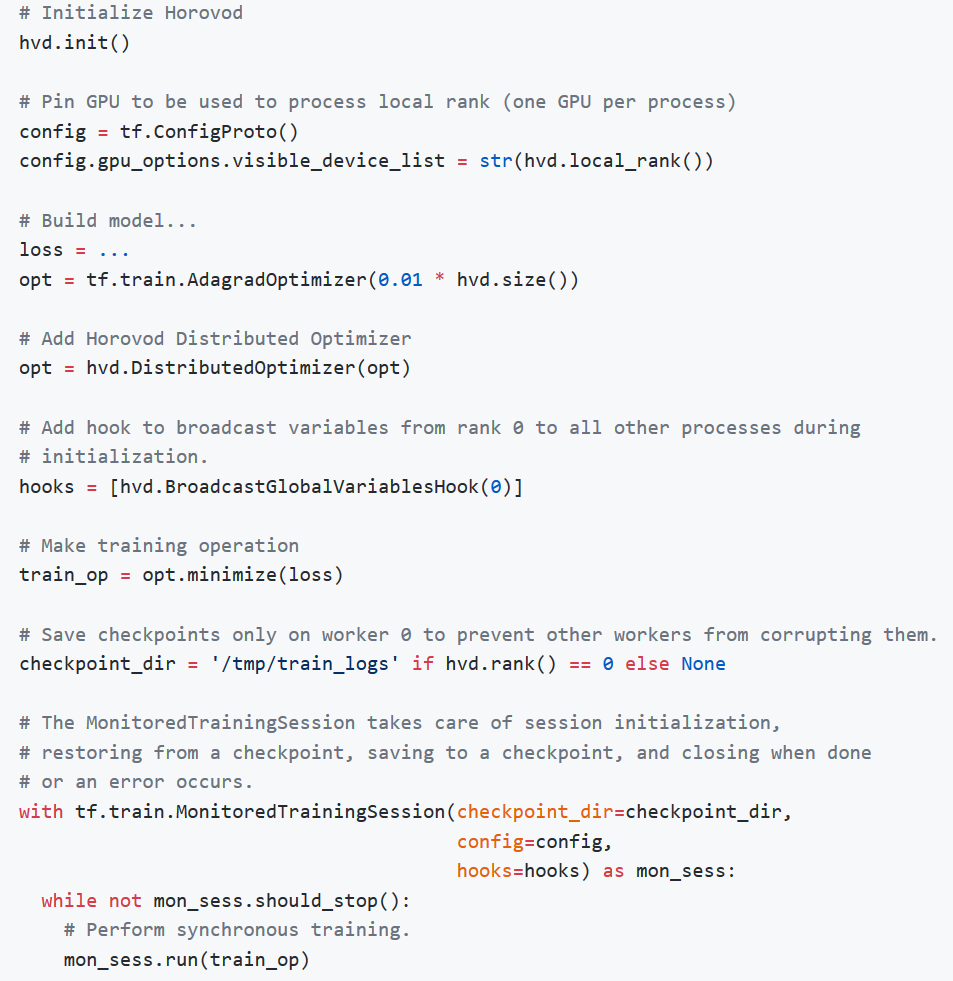 # Initialize Horovod
hvd.init()
# Pin GPU to be used to process local rank (one GPU per process)
config = tf.ConfigProto()
config.gpu_options.visible_device_list = str(hvd.local_rank())
# Build model...
loss = ...
opt = tf.train.AdagradOptimizer(0.01 * hvd.size())
# Add Horovod Distributed Optimizer
opt = hvd.DistributedOptimizer(opt)
# Add hook to broadcast variables from rank 0 to all other processes during
# initialization.
hooks = [hvd.BroadcastGlobalVariablesHook(0)]
# Make training operation
train_op = opt.minimize(loss)
# Save checkpoints only on worker 0 to prevent other workers from corrupting them.
checkpoint_dir = '/tmp/train_logs' if hvd.rank() == 0 else None
# The MonitoredTrainingSession takes care of session initialization,
# restoring from a checkpoint, saving to a checkpoint, and closing when done
# or an error occurs.
with tf.train.MonitoredTrainingSession(checkpoint_dir=checkpoint_dir,
                                       config=config,
                                       hooks=hooks) as mon_sess:
  while not mon_sess.should_stop():
    # Perform synchronous training.
    mon_sess.run(train_op)